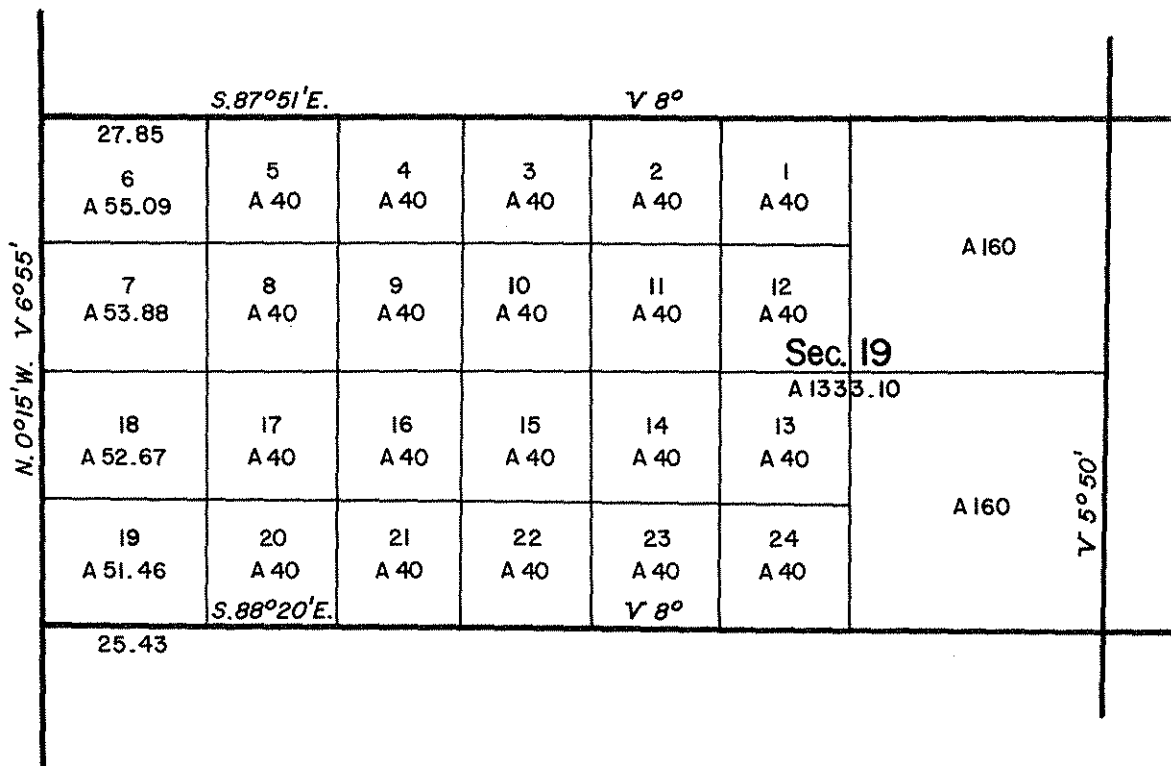 S.87°51'E. V 8°
27.85
6 5 4 3 2 1
A 55.09 A 40 A 40 A 40 A 40 A 40
A 160
N.0°15'W. V 6°55'
7 8 9 10 11 12
A 53.88 A 40 A 40 A 40 A 40 A 40
Sec. 19
A 1333.10
18 17 16 15 14 13
A 52.67 A 40 A 40 A 40 A 40 A 40
A 160
V 5°50'
19 20 21 22 23 24
A 51.46 A 40 A 40 A 40 A 40 A 40
S.88°20'E. V 8°
25.43